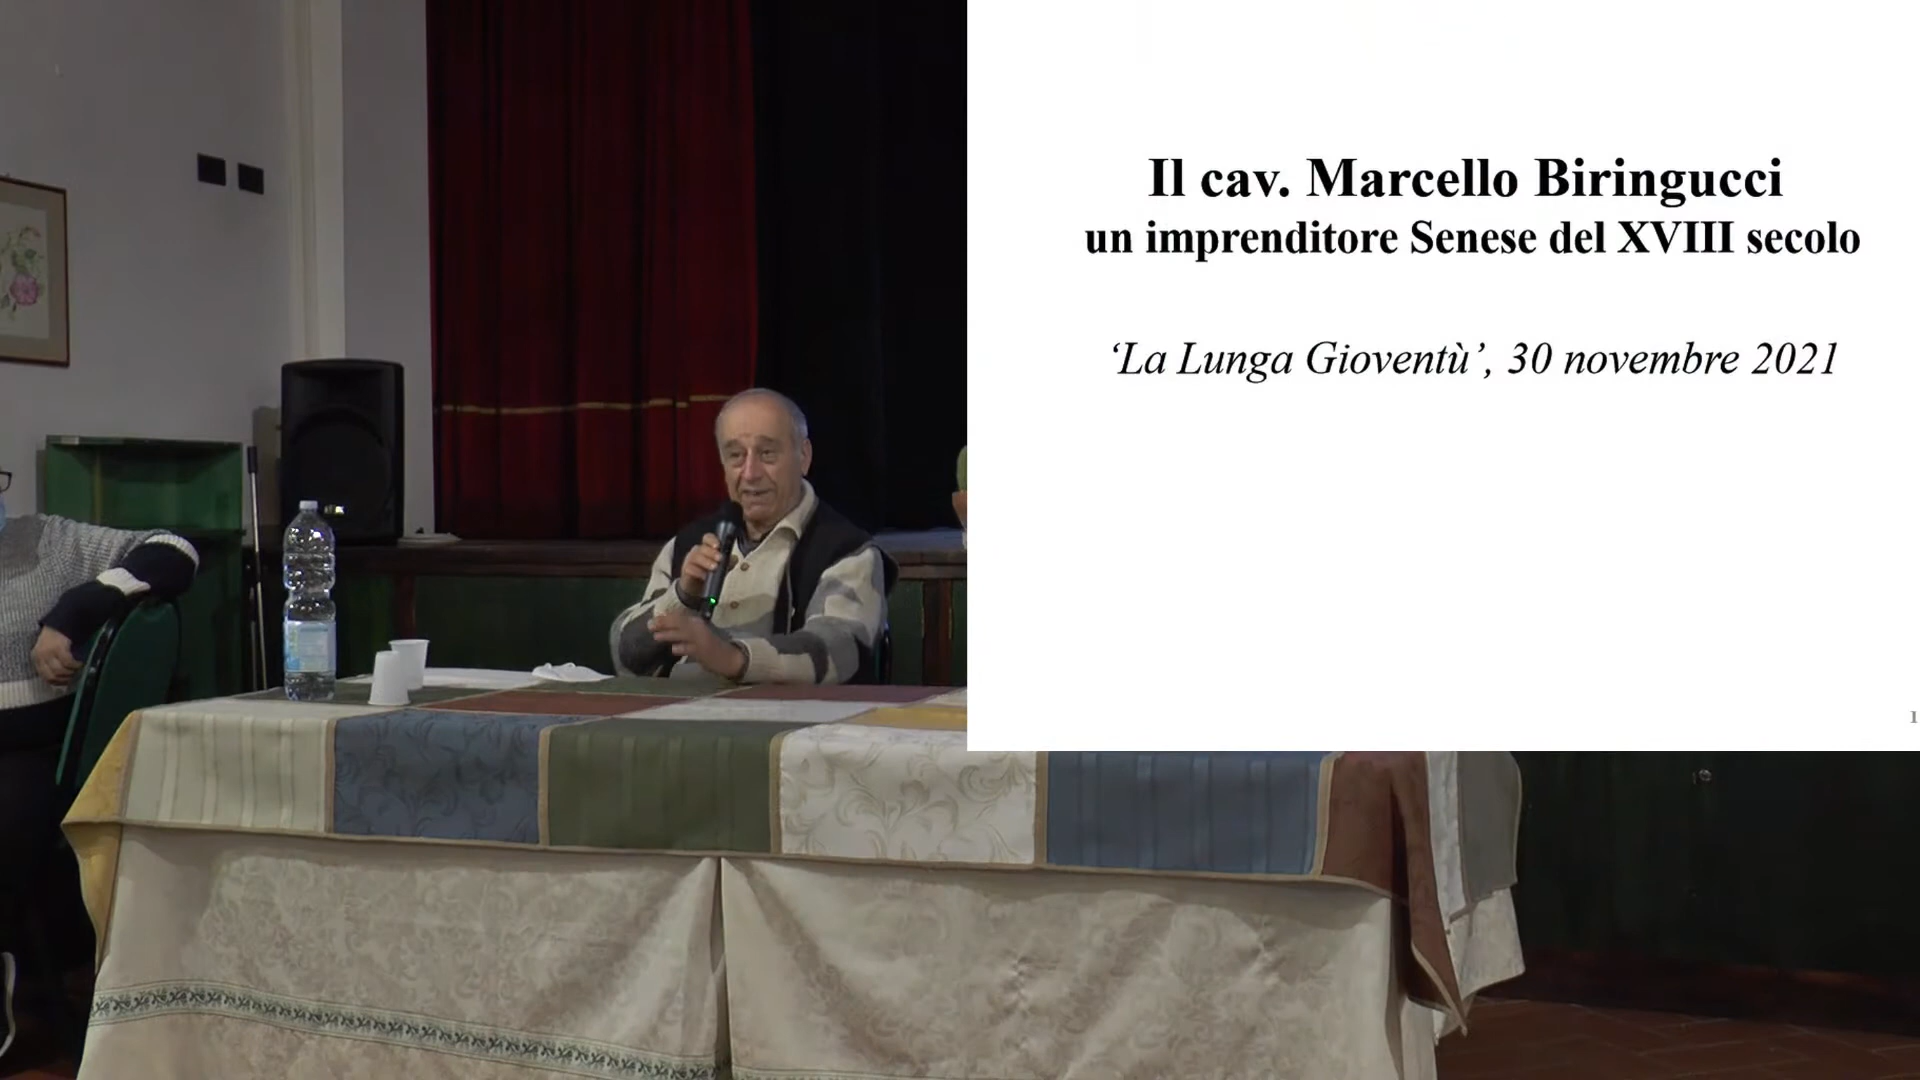 Il cav. Marcello Biringucci
un imprenditore Senese del XVIII secolo
‘La Lunga Gioventù’, 30 novembre 2021
1